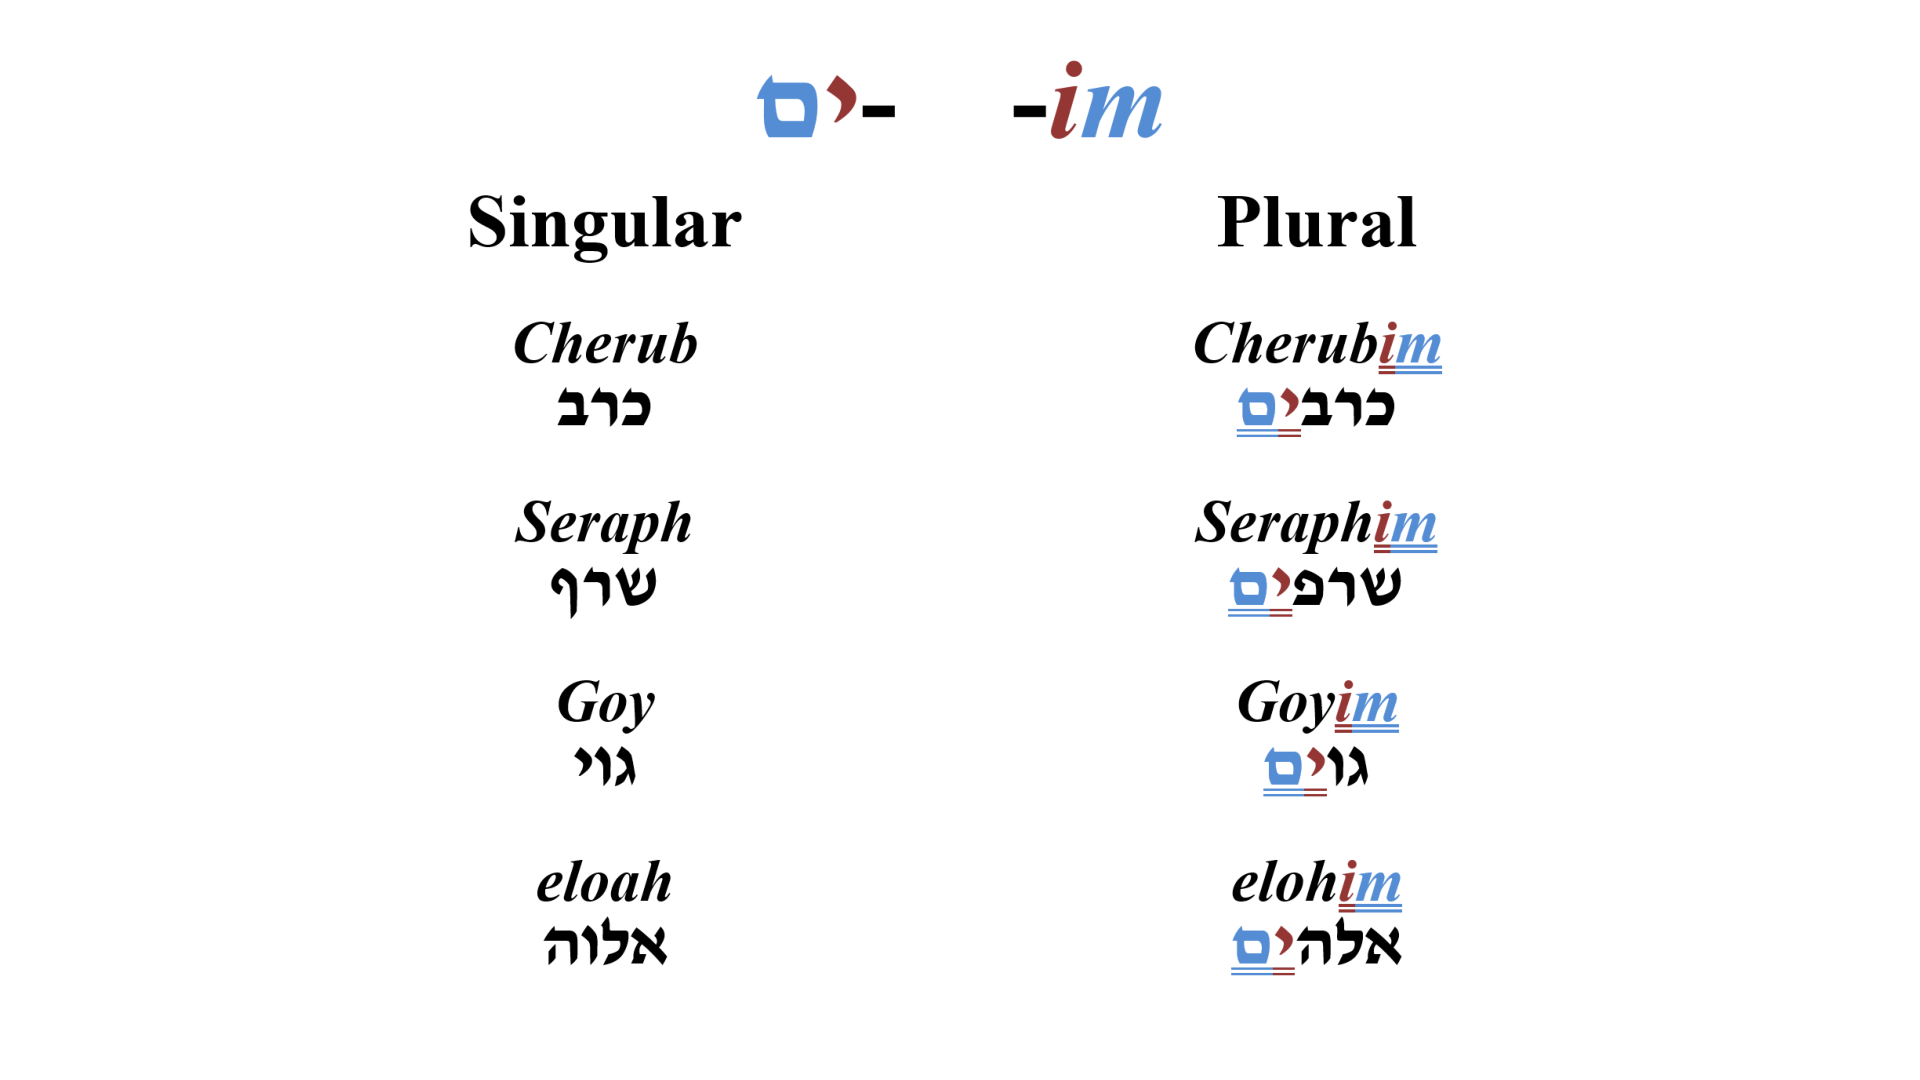 -ים -im
Singular Plural
Cherub Cherubim
כרב כרבים
Seraph Seraphim
שרף שרפים
Goy Goyim
גוי גוים
eloah elohim
אלוה אלהים